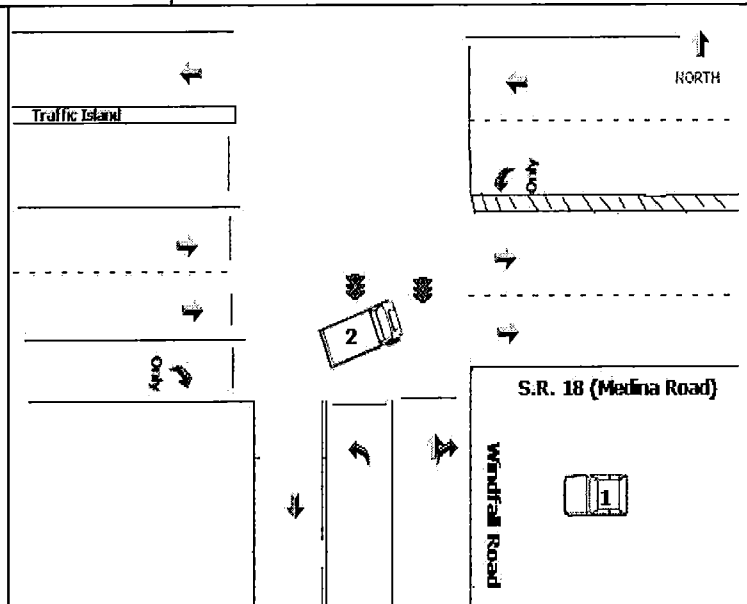 NORTH
Traffic Island
Only
2
Only
S.R. 18 (Medina Road)
Windfall Road
1